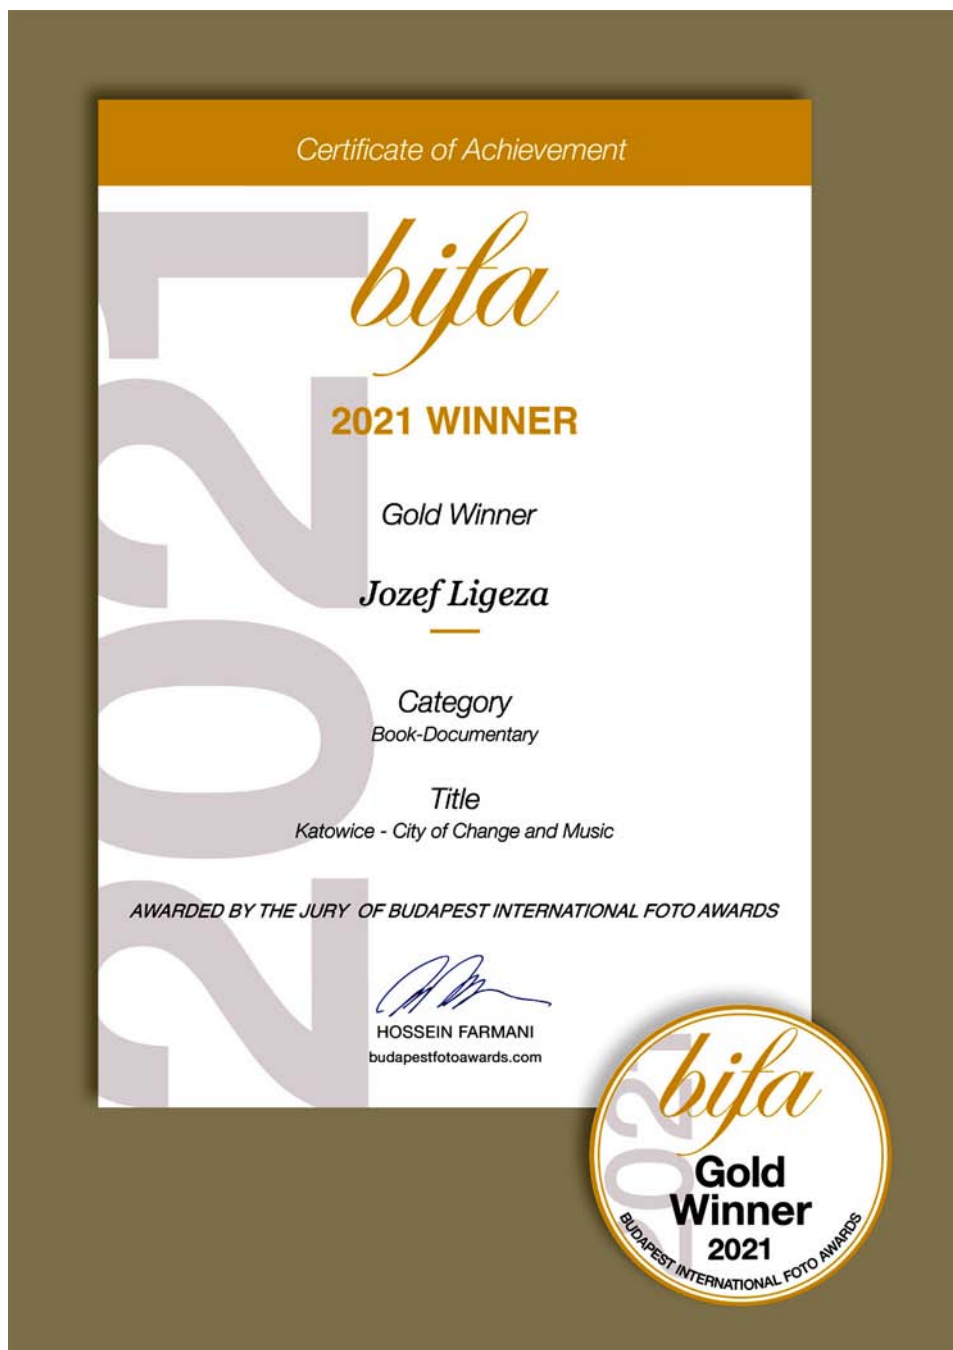 Certificate of Achievement
2021
bifa
2021 WINNER
Gold Winner
Jozef Ligeza
Category
Book-Documentary
Title
Katowice - City of Change and Music
AWARDED BY THE JURY OF BUDAPEST INTERNATIONAL FOTO AWARDS
HOSSEIN FARMANI
budapestfotoawards.com
2021
bifa
Gold
Winner
2021
BUDAPEST INTERNATIONAL FOTO AWARDS